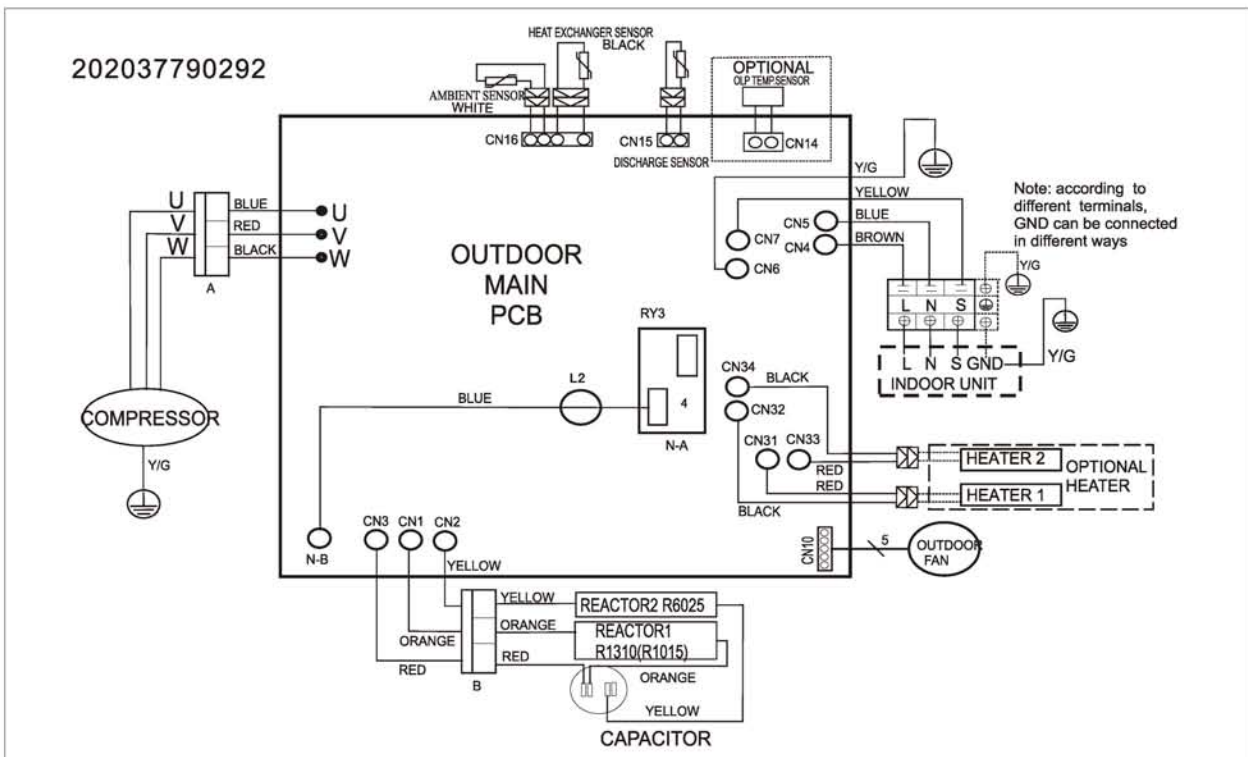 202037790292
HEAT EXCHANGER SENSOR
BLACK
AMBIENT SENSOR
WHITE
CN16
CN15
DISCHARGE SENSOR
OPTIONAL
OLP TEMP.SENSOR
CN14
Y/G
YELLOW
BLUE
BROWN
CN5
CN4
CN7
CN6
Note: according to
different terminals,
GND can be connected
in different ways
Y/G
L N S
L N S GND
INDOOR UNIT
Y/G
U
V
W
BLUE
RED
BLACK
U
V
W
A
COMPRESSOR
Y/G
OUTDOOR
MAIN
PCB
RY3
4
N-A
L2
BLUE
N-B
CN34
BLACK
CN32
CN31
CN33
RED
RED
BLACK
HEATER 2
HEATER 1
OPTIONAL
HEATER
CN10
5
OUTDOOR
FAN
CN3
CN1
CN2
YELLOW
ORANGE
RED
B
YELLOW
ORANGE
RED
REACTOR2 R6025
REACTOR1
R1310(R1015)
ORANGE
YELLOW
CAPACITOR